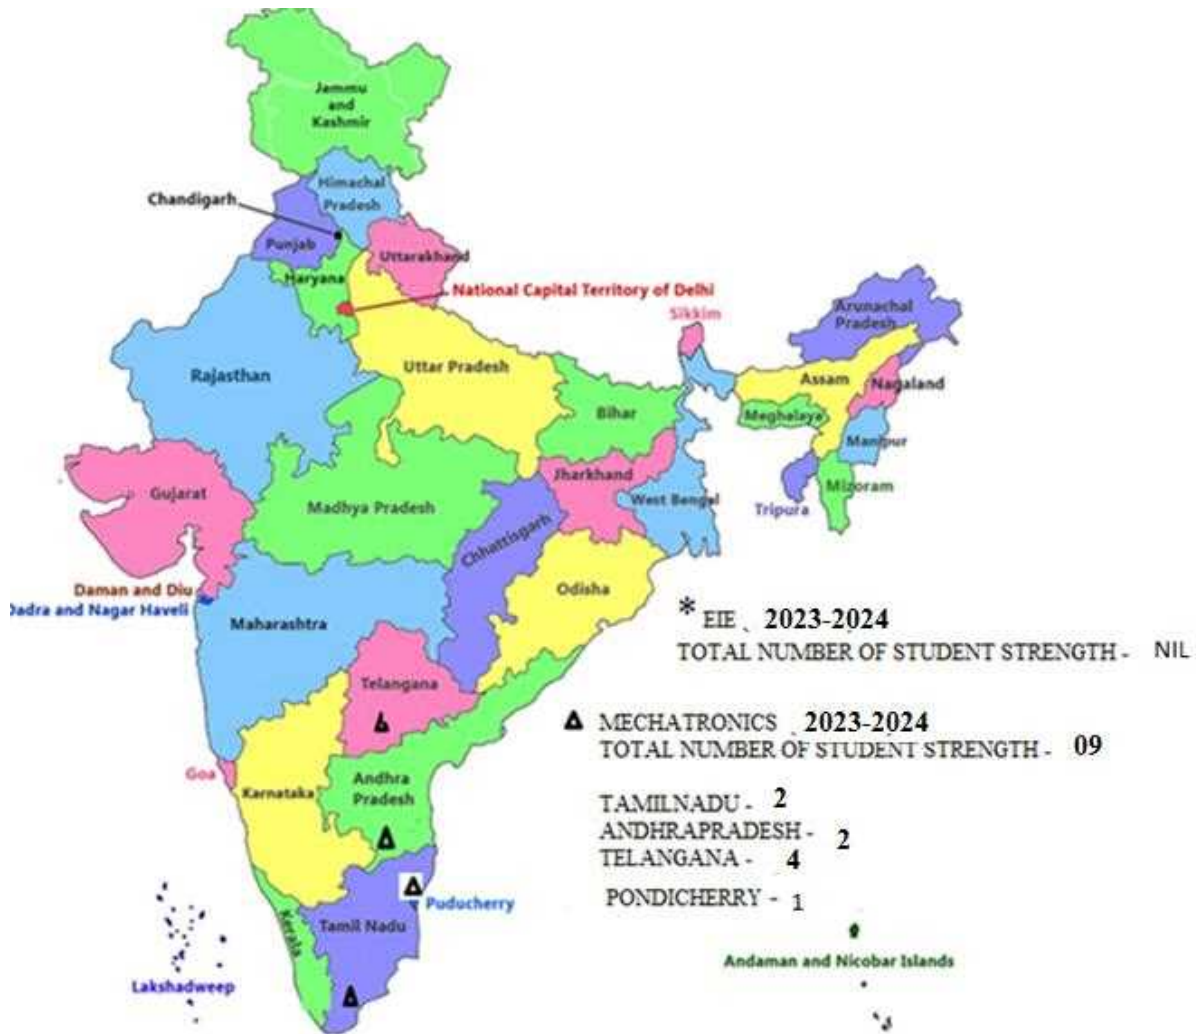 Jammu
and
Kashmir
Himachal
Pradesh
Chandigarh
Punjab
Uttarakhand
Haryana
National Capital Territory of Delhi
Sikkim
Arunachal
Pradesh
Rajasthan
Uttar Pradesh
Assam
Nagaland
Bihar
Meghalaya
Manipur
Jharkhand
Gujarat
Madhya Pradesh
West Bengal
Mizoram
Tripura
Chhattisgarh
Daman and Diu
Dadra and Nagar Haveli
Odisha
Maharashtra
* EIE 2023-2024
TOTAL NUMBER OF STUDENT STRENGTH - NIL
Telangana
MECHATRONICS 2023-2024
TOTAL NUMBER OF STUDENT STRENGTH - 09
Goa
Karnataka
Andhra
Pradesh
TAMILNADU - 2
ANDHRAPRADESH - 2
TELANGANA - 4
PONDICHERRY - 1
Puducherry
Kerala
Tamil Nadu
Lakshadweep
Andaman and Nicobar Islands